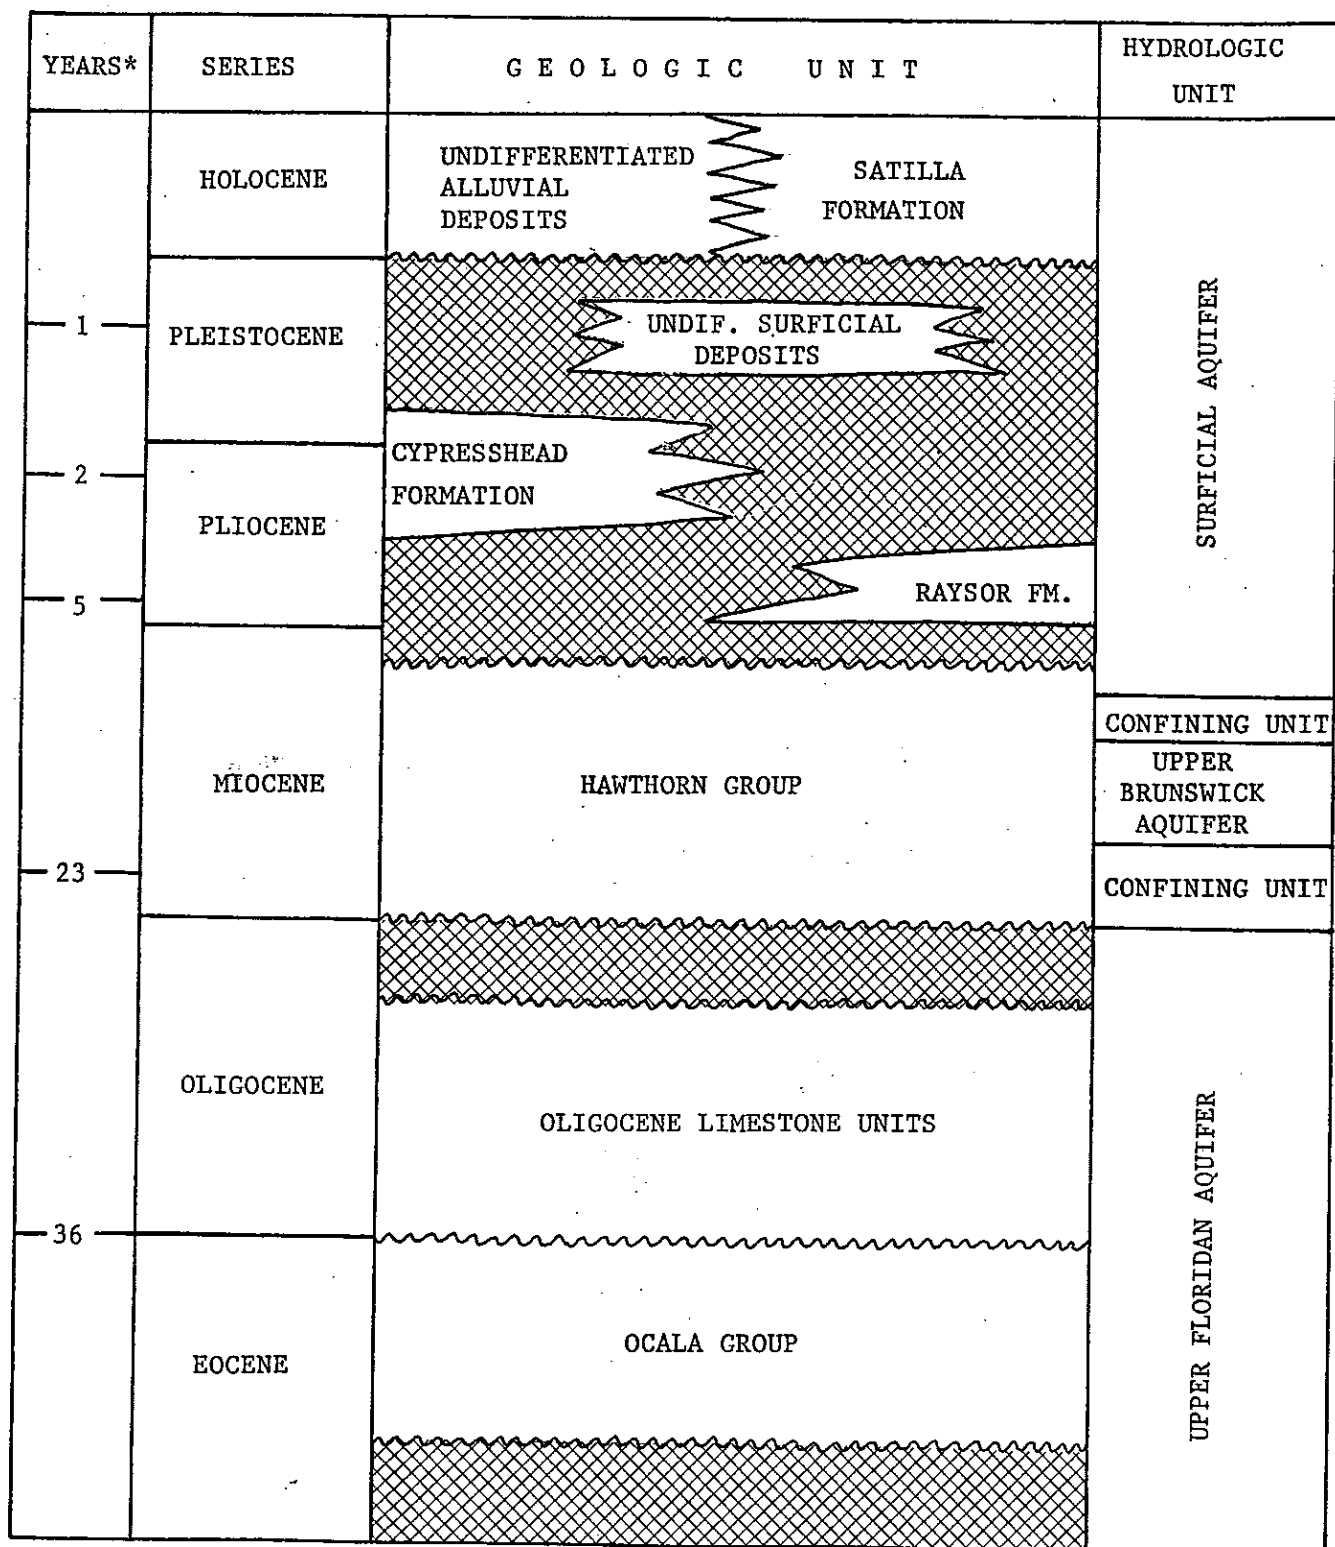 YEARS*
SERIES
G E O L O G I C   U N I T
HYDROLOGIC
UNIT
HOLOCENE
UNDIFFERENTIATED
ALLUVIAL
DEPOSITS
SATILLA
FORMATION
1
PLEISTOCENE
UNDIF. SURFICIAL
DEPOSITS
SURFICIAL AQUIFER
2
CYPRESSHEAD
FORMATION
PLIOCENE
5
RAYSOR FM.
CONFINING UNIT
MIOCENE
HAWTHORN GROUP
UPPER
BRUNSWICK
AQUIFER
23
CONFINING UNIT
OLIGOCENE
OLIGOCENE LIMESTONE UNITS
UPPER FLORIDAN AQUIFER
36
EOCENE
OCALA GROUP